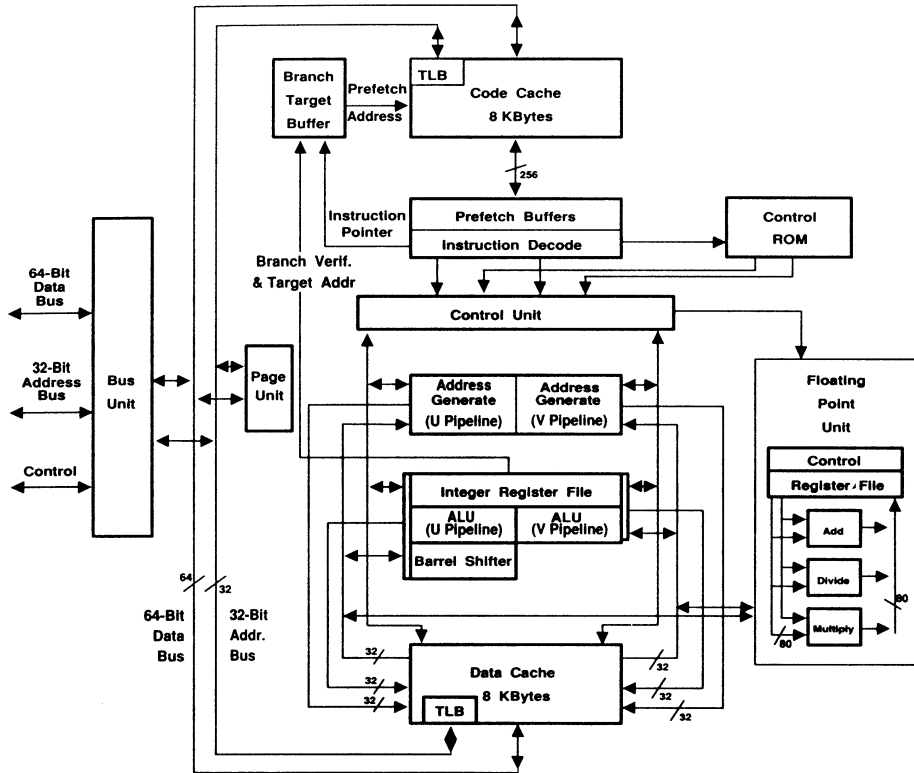 TLB
Code Cache
8 KBytes
Branch
Target
Buffer
Prefetch
Address
256
Instruction
Pointer
Prefetch Buffers
Instruction Decode
Control
ROM
Branch Verif.
& Target Addr
64-Bit
Data
Bus
32-Bit
Address
Bus
Control
Bus
Unit
Page
Unit
Control Unit
Address
Generate
(U Pipeline)
Address
Generate
(V Pipeline)
Integer Register File
ALU
(U Pipeline)
ALU
(V Pipeline)
Barrel Shifter
Floating
Point
Unit
Control
Register File
Add
Divide
Multiply
80
80
64
32
64-Bit
Data
Bus
32-Bit
Addr.
Bus
32
32
32
32
32
32
Data Cache
8 KBytes
TLB